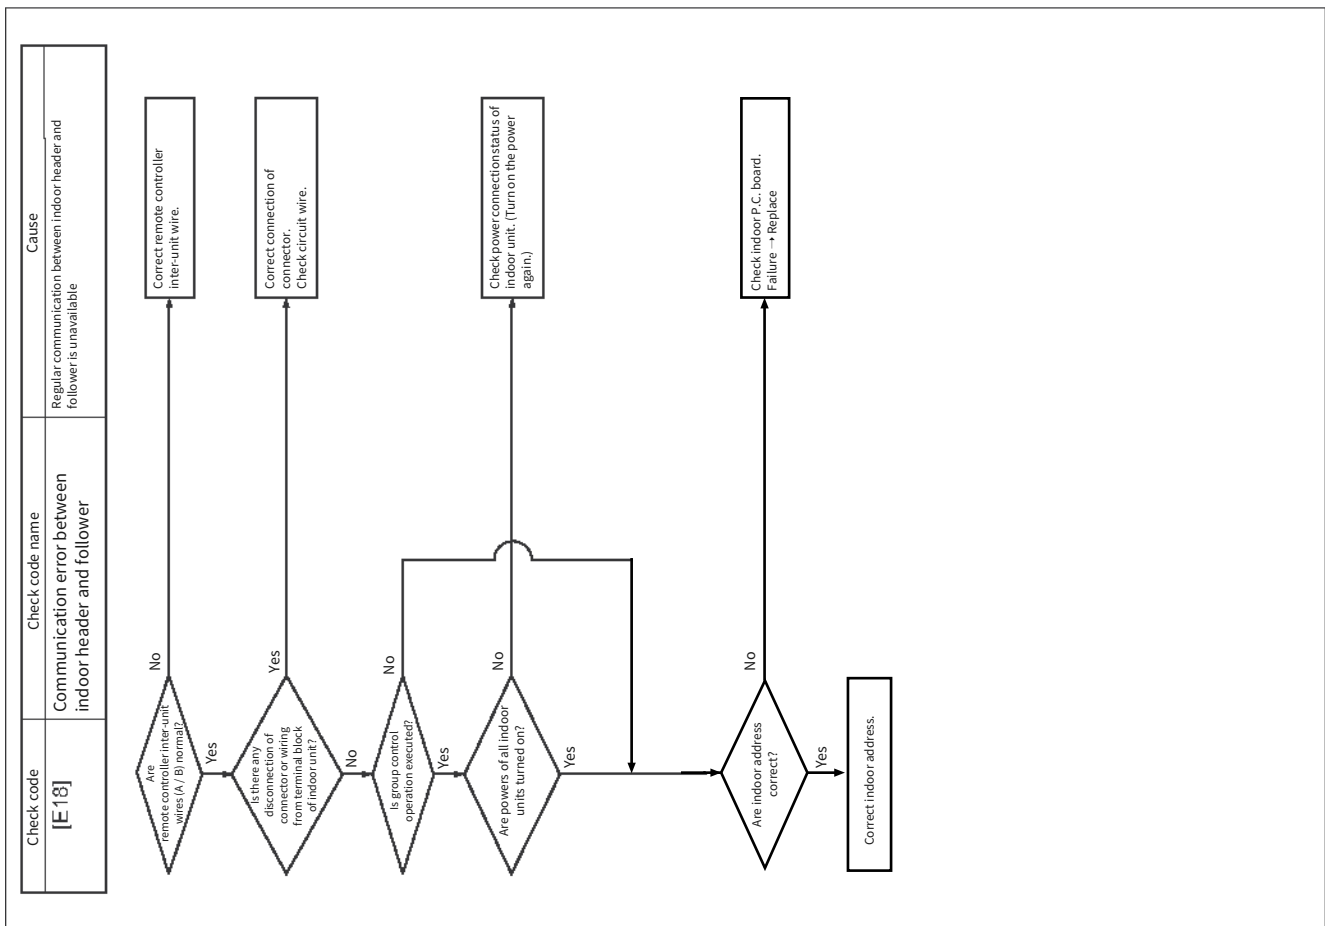 Check code
Check code name
Cause
[E18]
Communication error between
indoor header and follower
Regular communication between indoor header and
follower is unavailable
Are
remote controller inter-unit
wires (A / B) normal?
No
Correct remote controller
inter-unit wire.
Yes
Is there any
disconnection of
connector or wiring
from terminal block
of indoor unit?
Yes
Correct connection of
connector.
Check circuit wire.
No
Is group control
operation executed?
No
Yes
Are powers of all indoor
units turned on?
No
Check power connection status of
indoor unit. (Turn on the power
again.)
Yes
Are indoor address
correct?
No
Check indoor P.C. board.
Failure → Replace
Yes
Correct indoor address.